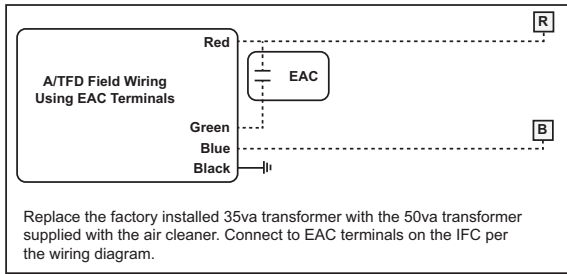 R
Red
A/TFD Field Wiring
Using EAC Terminals
EAC
Green
B
Blue
Black
Replace the factory installed 35va transformer with the 50va transformer
supplied with the air cleaner. Connect to EAC terminals on the IFC per
the wiring diagram.